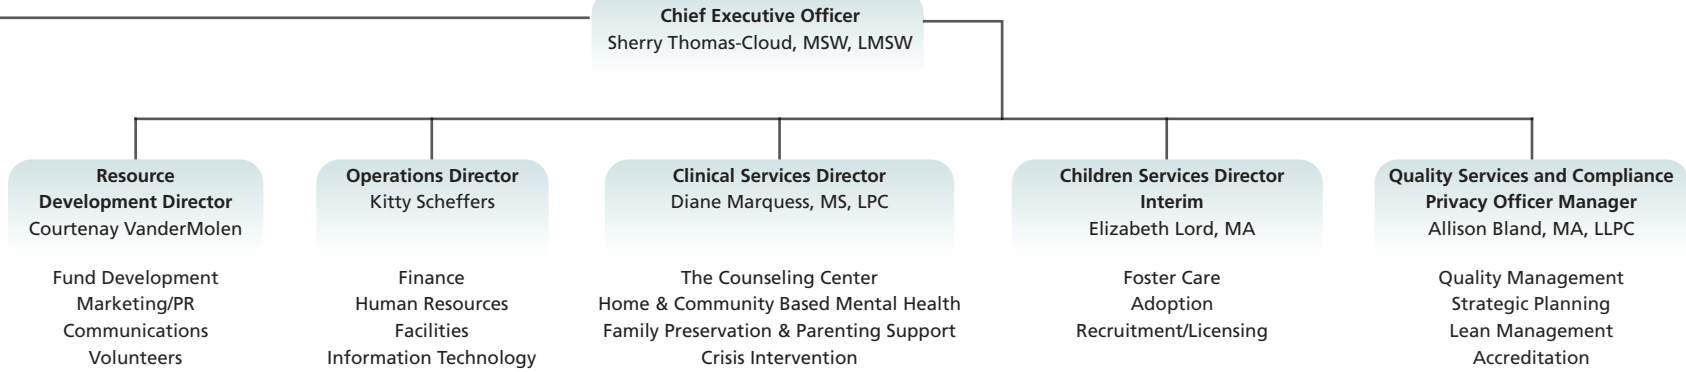 Chief Executive Officer
Sherry Thomas-Cloud, MSW, LMSW
Resource
Development Director
Courtenay VanderMolen
Fund Development
Marketing/PR
Communications
Volunteers
Operations Director
Kitty Scheffers
Finance
Human Resources
Facilities
Information Technology
Clinical Services Director
Diane Marquess, MS, LPC
The Counseling Center
Home & Community Based Mental Health
Family Preservation & Parenting Support
Crisis Intervention
Children Services Director
Interim
Elizabeth Lord, MA
Foster Care
Adoption
Recruitment/Licensing
Quality Services and Compliance
Privacy Officer Manager
Allison Bland, MA, LLPC
Quality Management
Strategic Planning
Lean Management
Accreditation